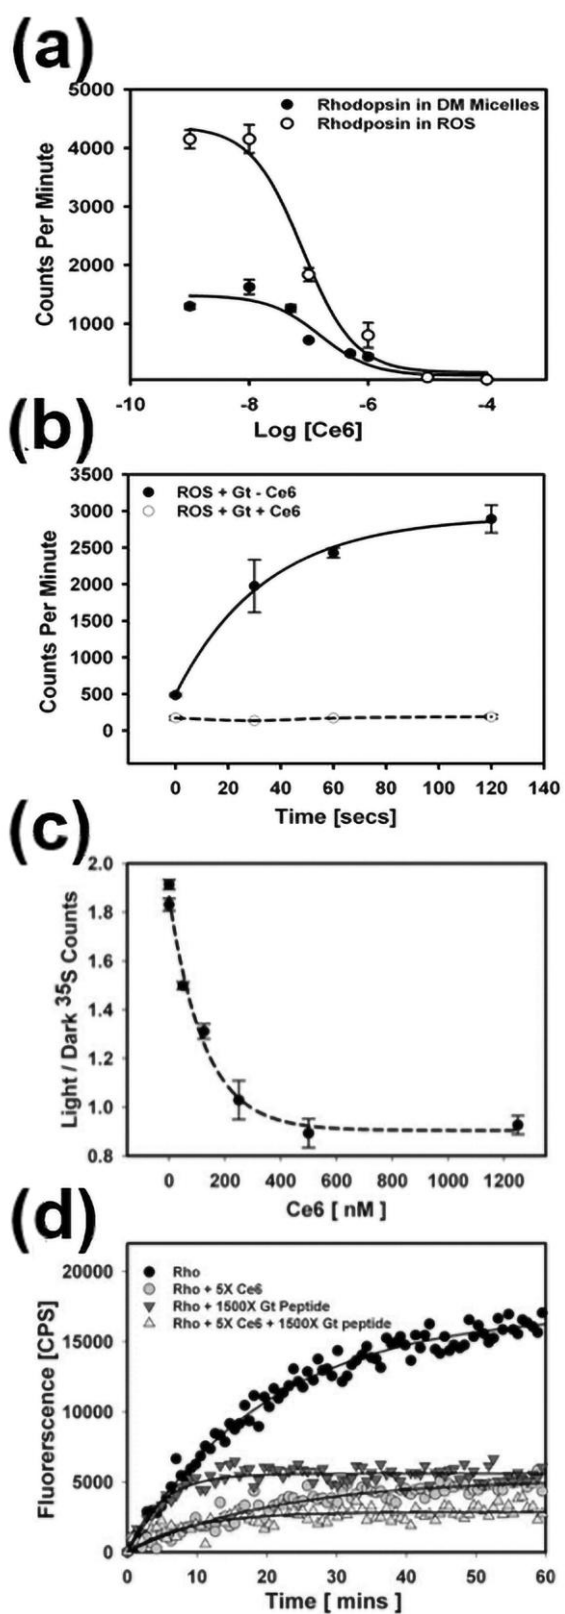 (a)
5000
4000
3000
2000
1000
Counts Per Minute
Rhodopsin in DM Micelles
Rhodposin in ROS
-10 -8 -6 -4
Log [Ce6]
(b)
3500
3000
2500
2000
1500
1000
500
0
Counts Per Minute
ROS + Gt - Ce6
ROS + Gt + Ce6
0 20 40 60 80 100 120 140
Time [secs]
(c)
2.0
1.8
1.6
1.4
1.2
1.0
0.8
Light / Dark 35S Counts
0 200 400 600 800 1000 1200
Ce6 [ nM ]
(d)
20000
15000
10000
5000
0
Fluorerscence [CPS]
Rho
Rho + 5X Ce6
Rho + 1500X Gt Peptide
Rho + 5X Ce6 + 1500X Gt peptide
0 10 20 30 40 50 60
Time [ mins ]